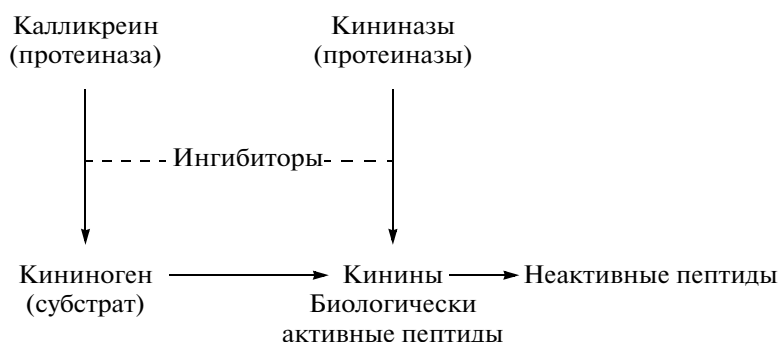 Калликреин
(протеиназа)
Кининазы
(протеиназы)
Ингибиторы
Кининоген
(субстрат)
Кинины
Биологически
активные пептиды
Неактивные пептиды